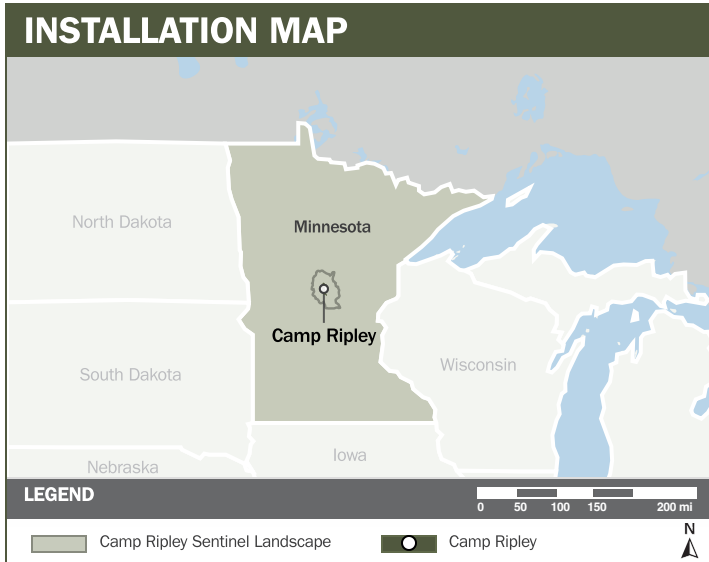 INSTALLATION MAP
North Dakota
Minnesota
Camp Ripley
South Dakota
Wisconsin
Iowa
Nebraska
LEGEND
0 50 100 150 200 mi
Camp Ripley Sentinel Landscape
Camp Ripley
N